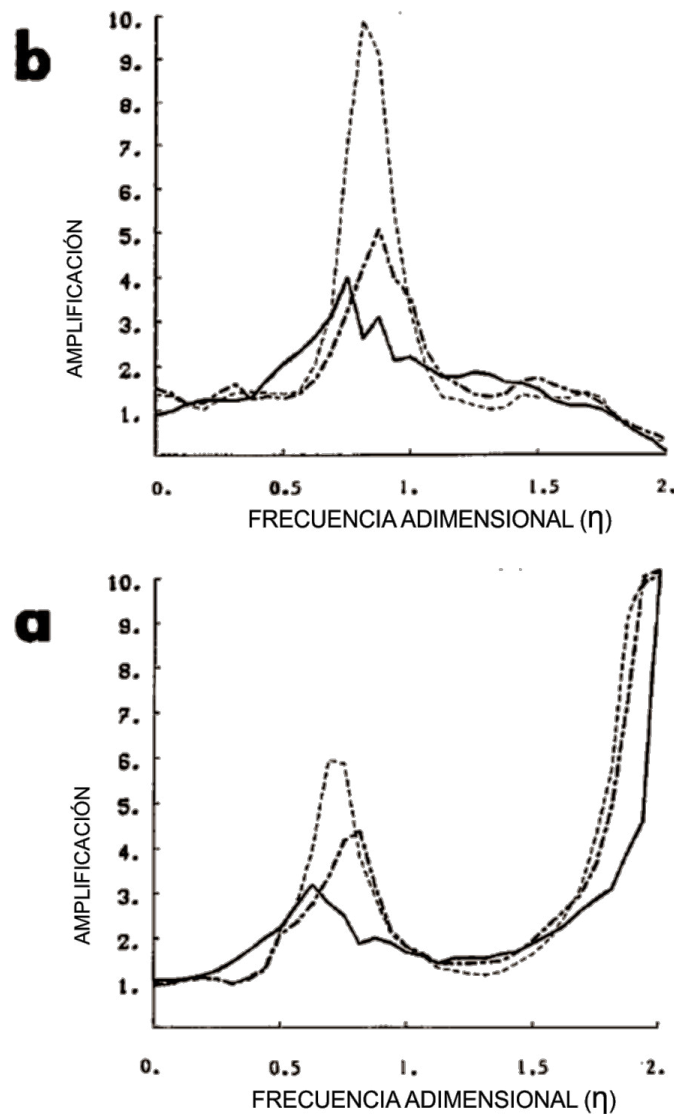 b
10.
9.
8.
7.
6.
5.
4.
3.
2.
1.
AMPLIFICACIÓN
0. 0.5 1. 1.5 2.
FRECUENCIA ADIMENSIONAL (η)
a
10.
9.
8.
7.
6.
5.
4.
3.
2.
1.
AMPLIFICACIÓN
0. 0.5 1. 1.5 2.
FRECUENCIA ADIMENSIONAL (η)